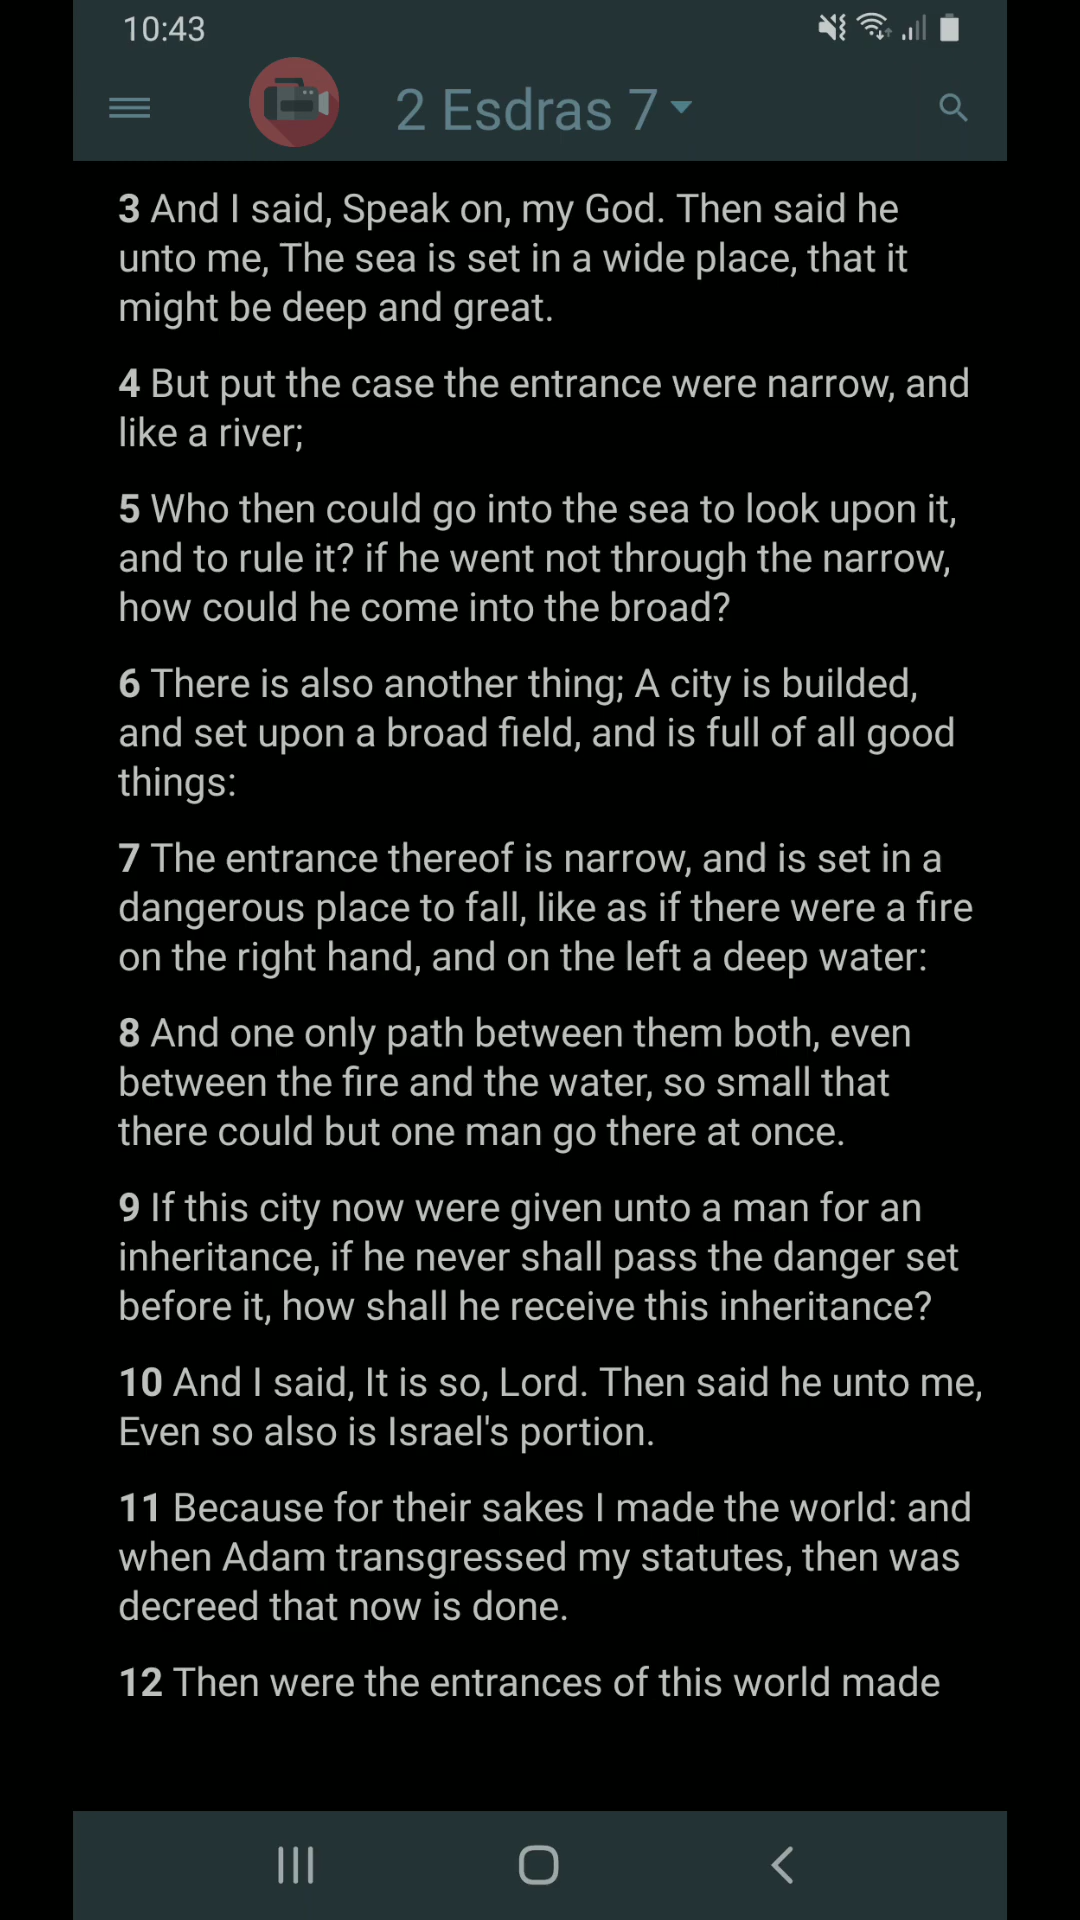 10:43
2 Esdras 7
3 And I said, Speak on, my God. Then said he
unto me, The sea is set in a wide place, that it
might be deep and great.
4 But put the case the entrance were narrow, and
like a river;
5 Who then could go into the sea to look upon it,
and to rule it? if he went not through the narrow,
how could he come into the broad?
6 There is also another thing; A city is builded,
and set upon a broad field, and is full of all good
things:
7 The entrance thereof is narrow, and is set in a
dangerous place to fall, like as if there were a fire
on the right hand, and on the left a deep water:
8 And one only path between them both, even
between the fire and the water, so small that
there could but one man go there at once.
9 If this city now were given unto a man for an
inheritance, if he never shall pass the danger set
before it, how shall he receive this inheritance?
10 And I said, It is so, Lord. Then said he unto me,
Even so also is Israel's portion.
11 Because for their sakes I made the world: and
when Adam transgressed my statutes, then was
decreed that now is done.
12 Then were the entrances of this world made